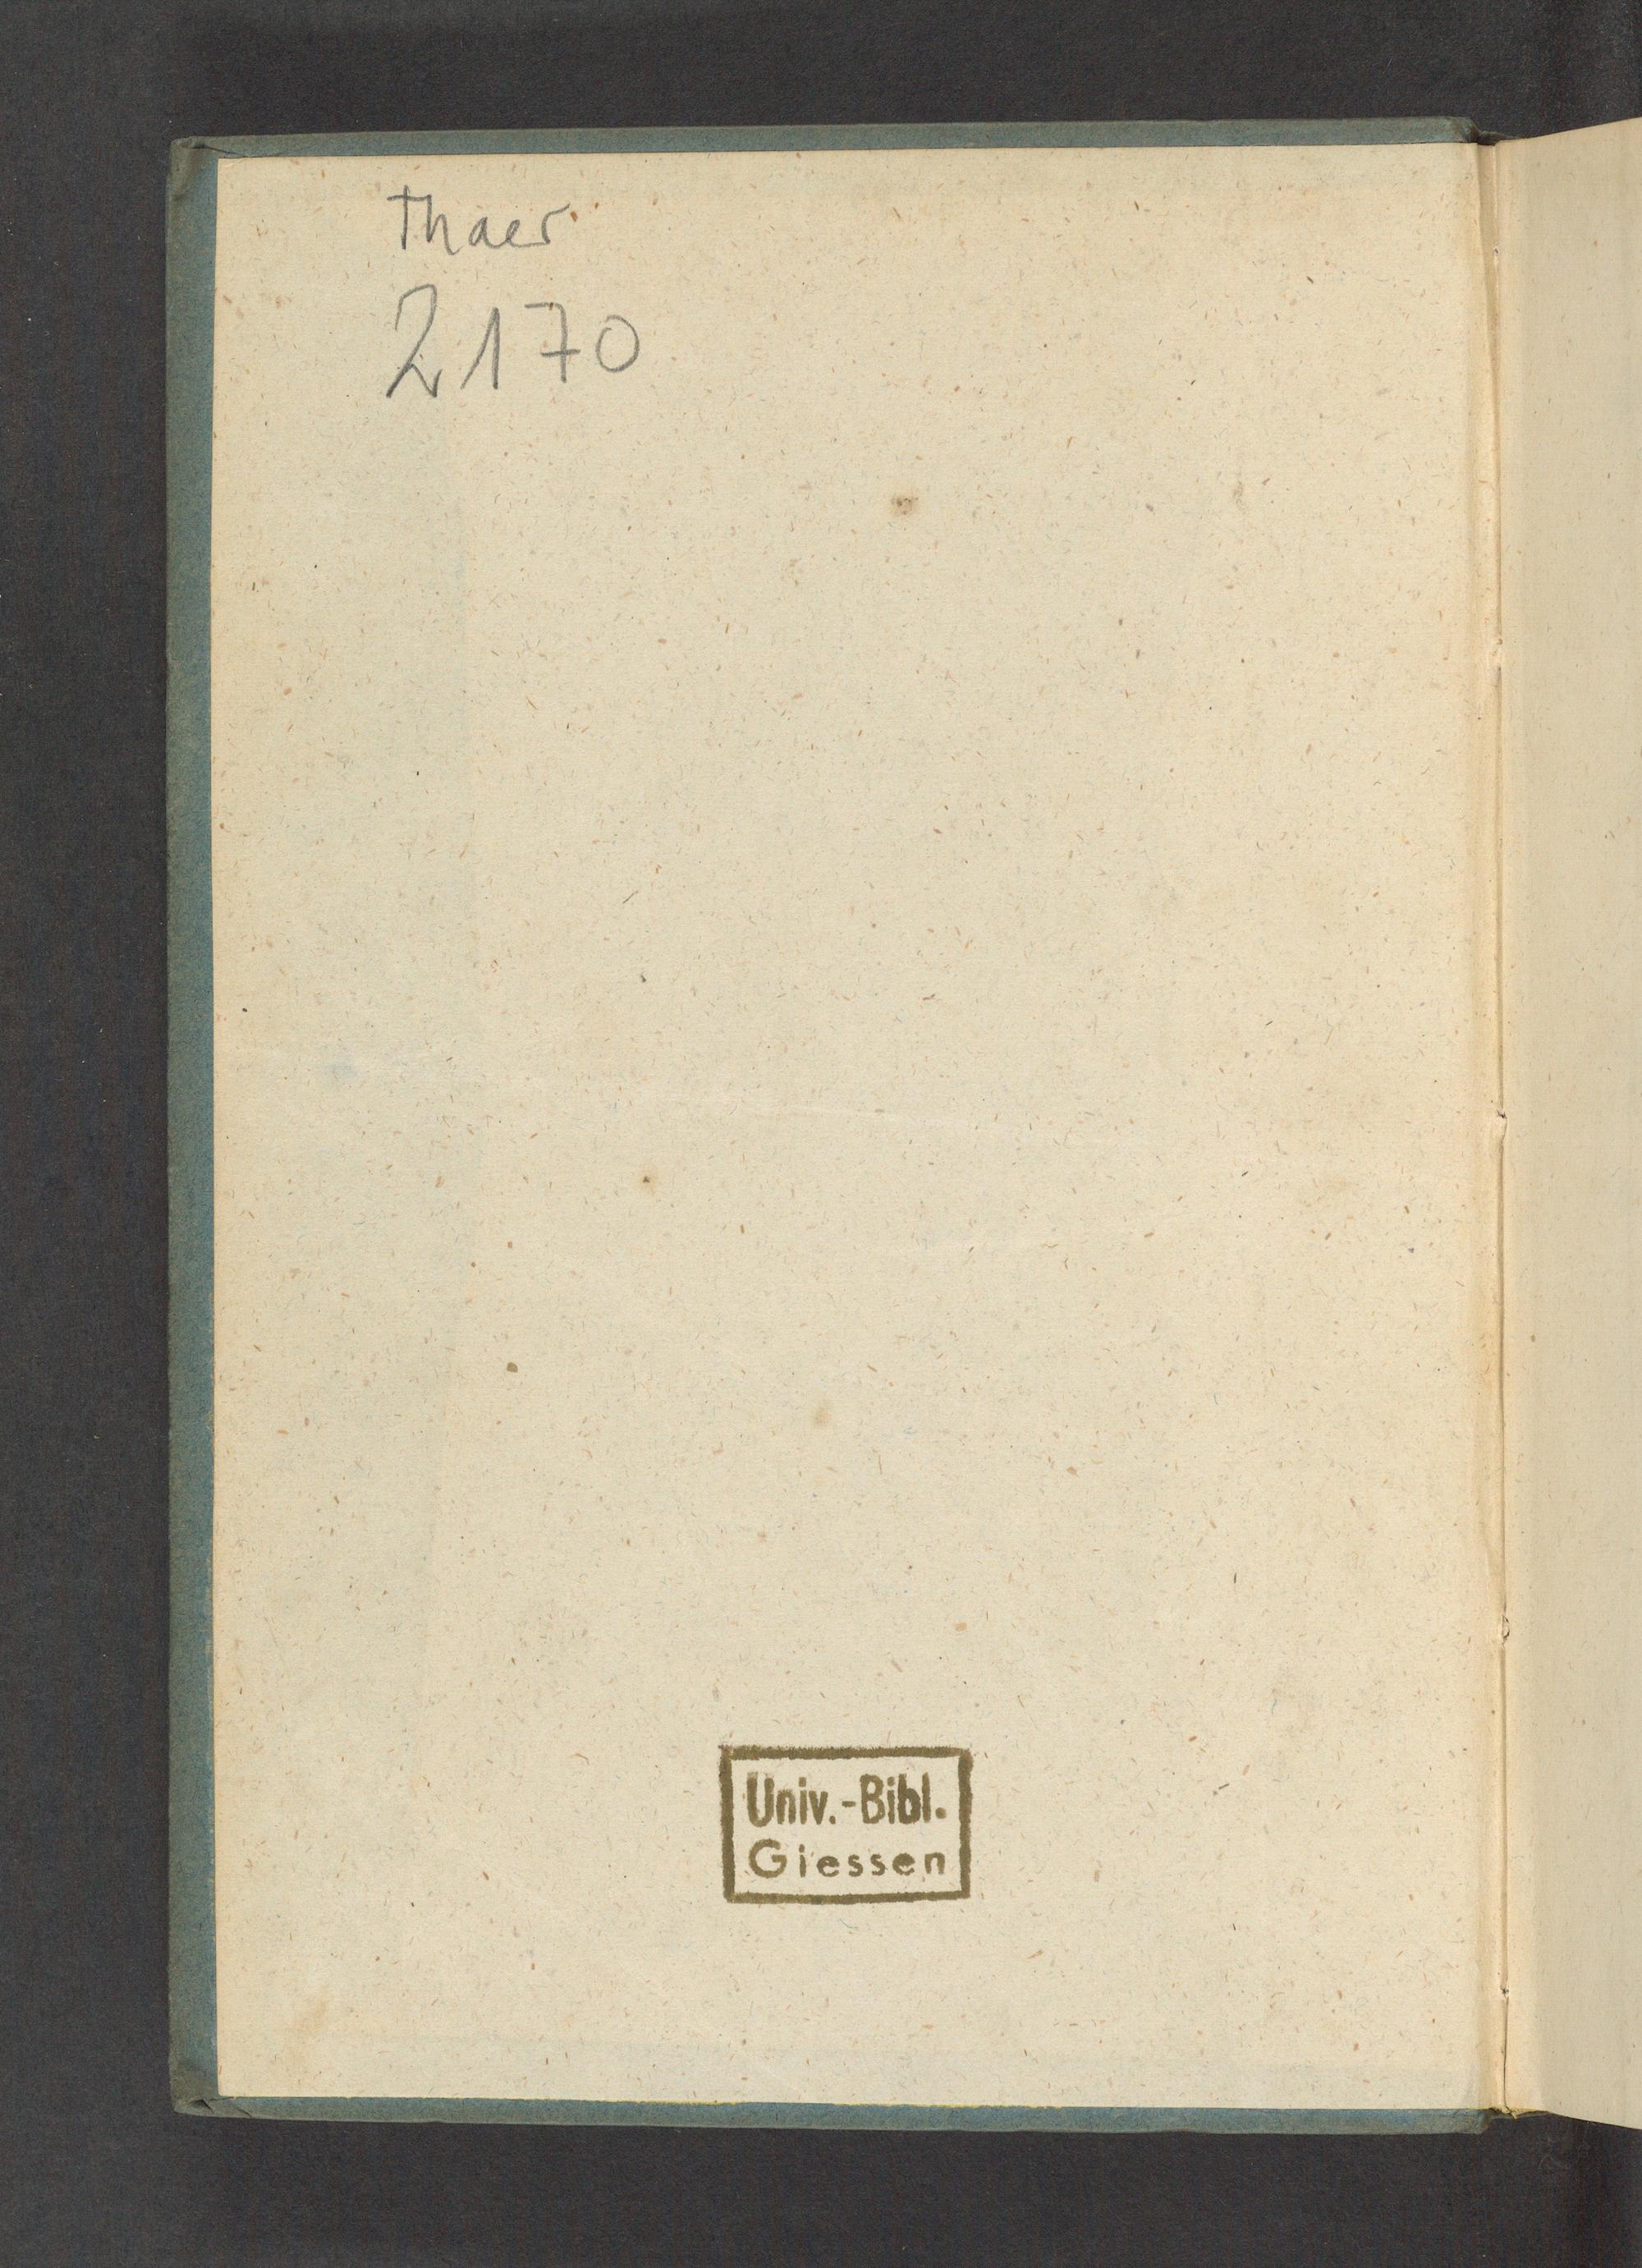 Thaer
2170
Univ.-Bibl.
Giessen